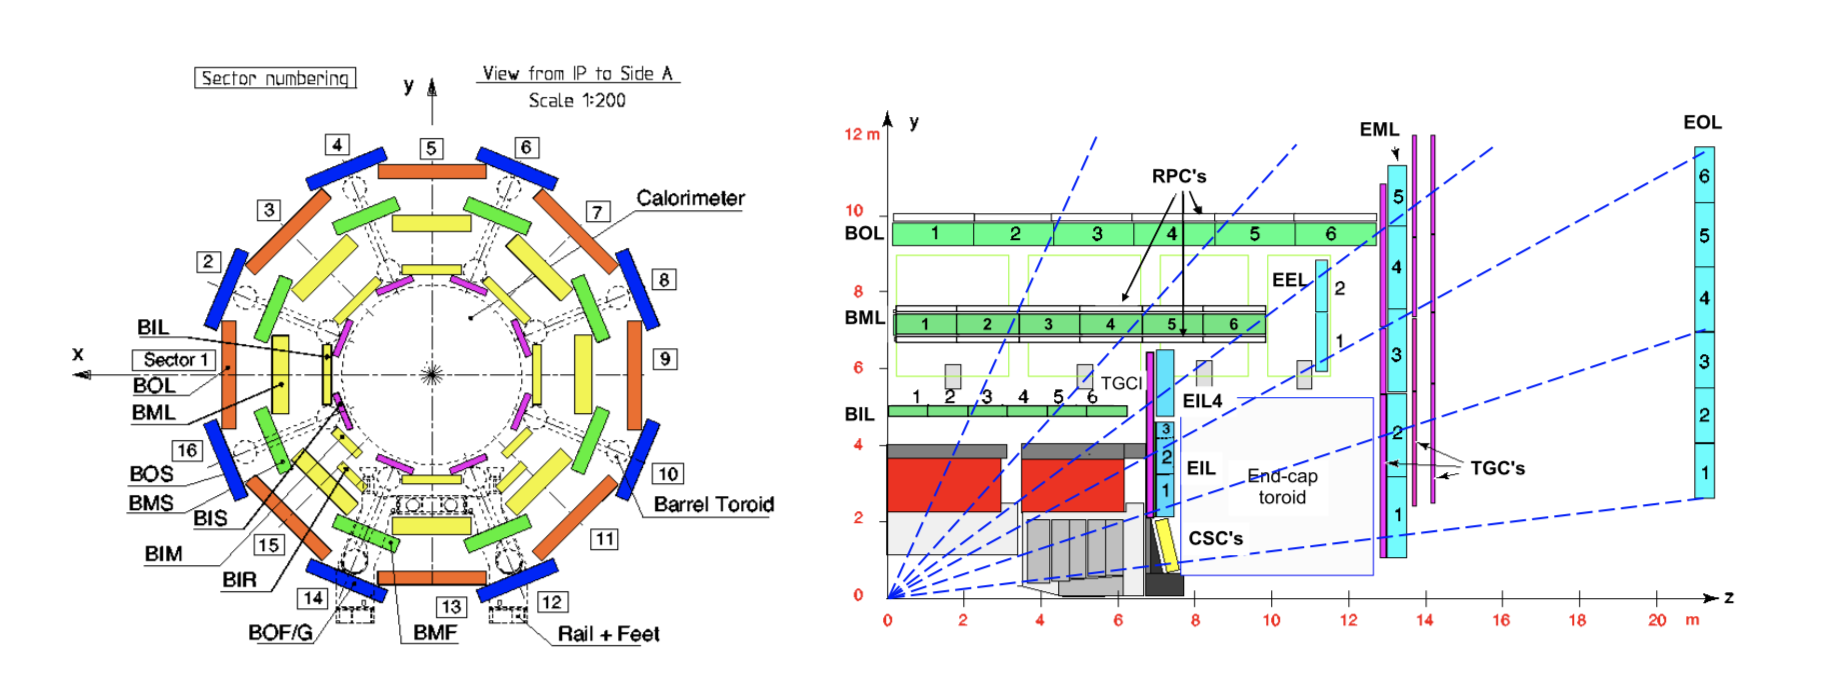 Sector numbering
View from IP to Side A
Scale 1:200
y
4
5
6
3
7
Calorimeter
2
8
BIL
x
Sector 1
9
BOL
BML
16
10
BOS
BMS
Barrel Toroid
BIS
15
11
BIM
BIR
14
13
12
BOF/G
BMF
Rail + Feet
12 m
y
EML
EOL
RPC's
5
6
10
BOL
1 2 3 4 5 6
5
4
8
EEL
2
4
BML
1 2 3 4 5 6
1
3
3
6
TGCI
1 2 3 4 5 6
BIL
EIL4
2
2
4
3
2
EIL
1
End-cap
toroid
TGC's
1
2
1
CSC's
0
z
0 2 4 6 8 10 12 14 16 18 20 m